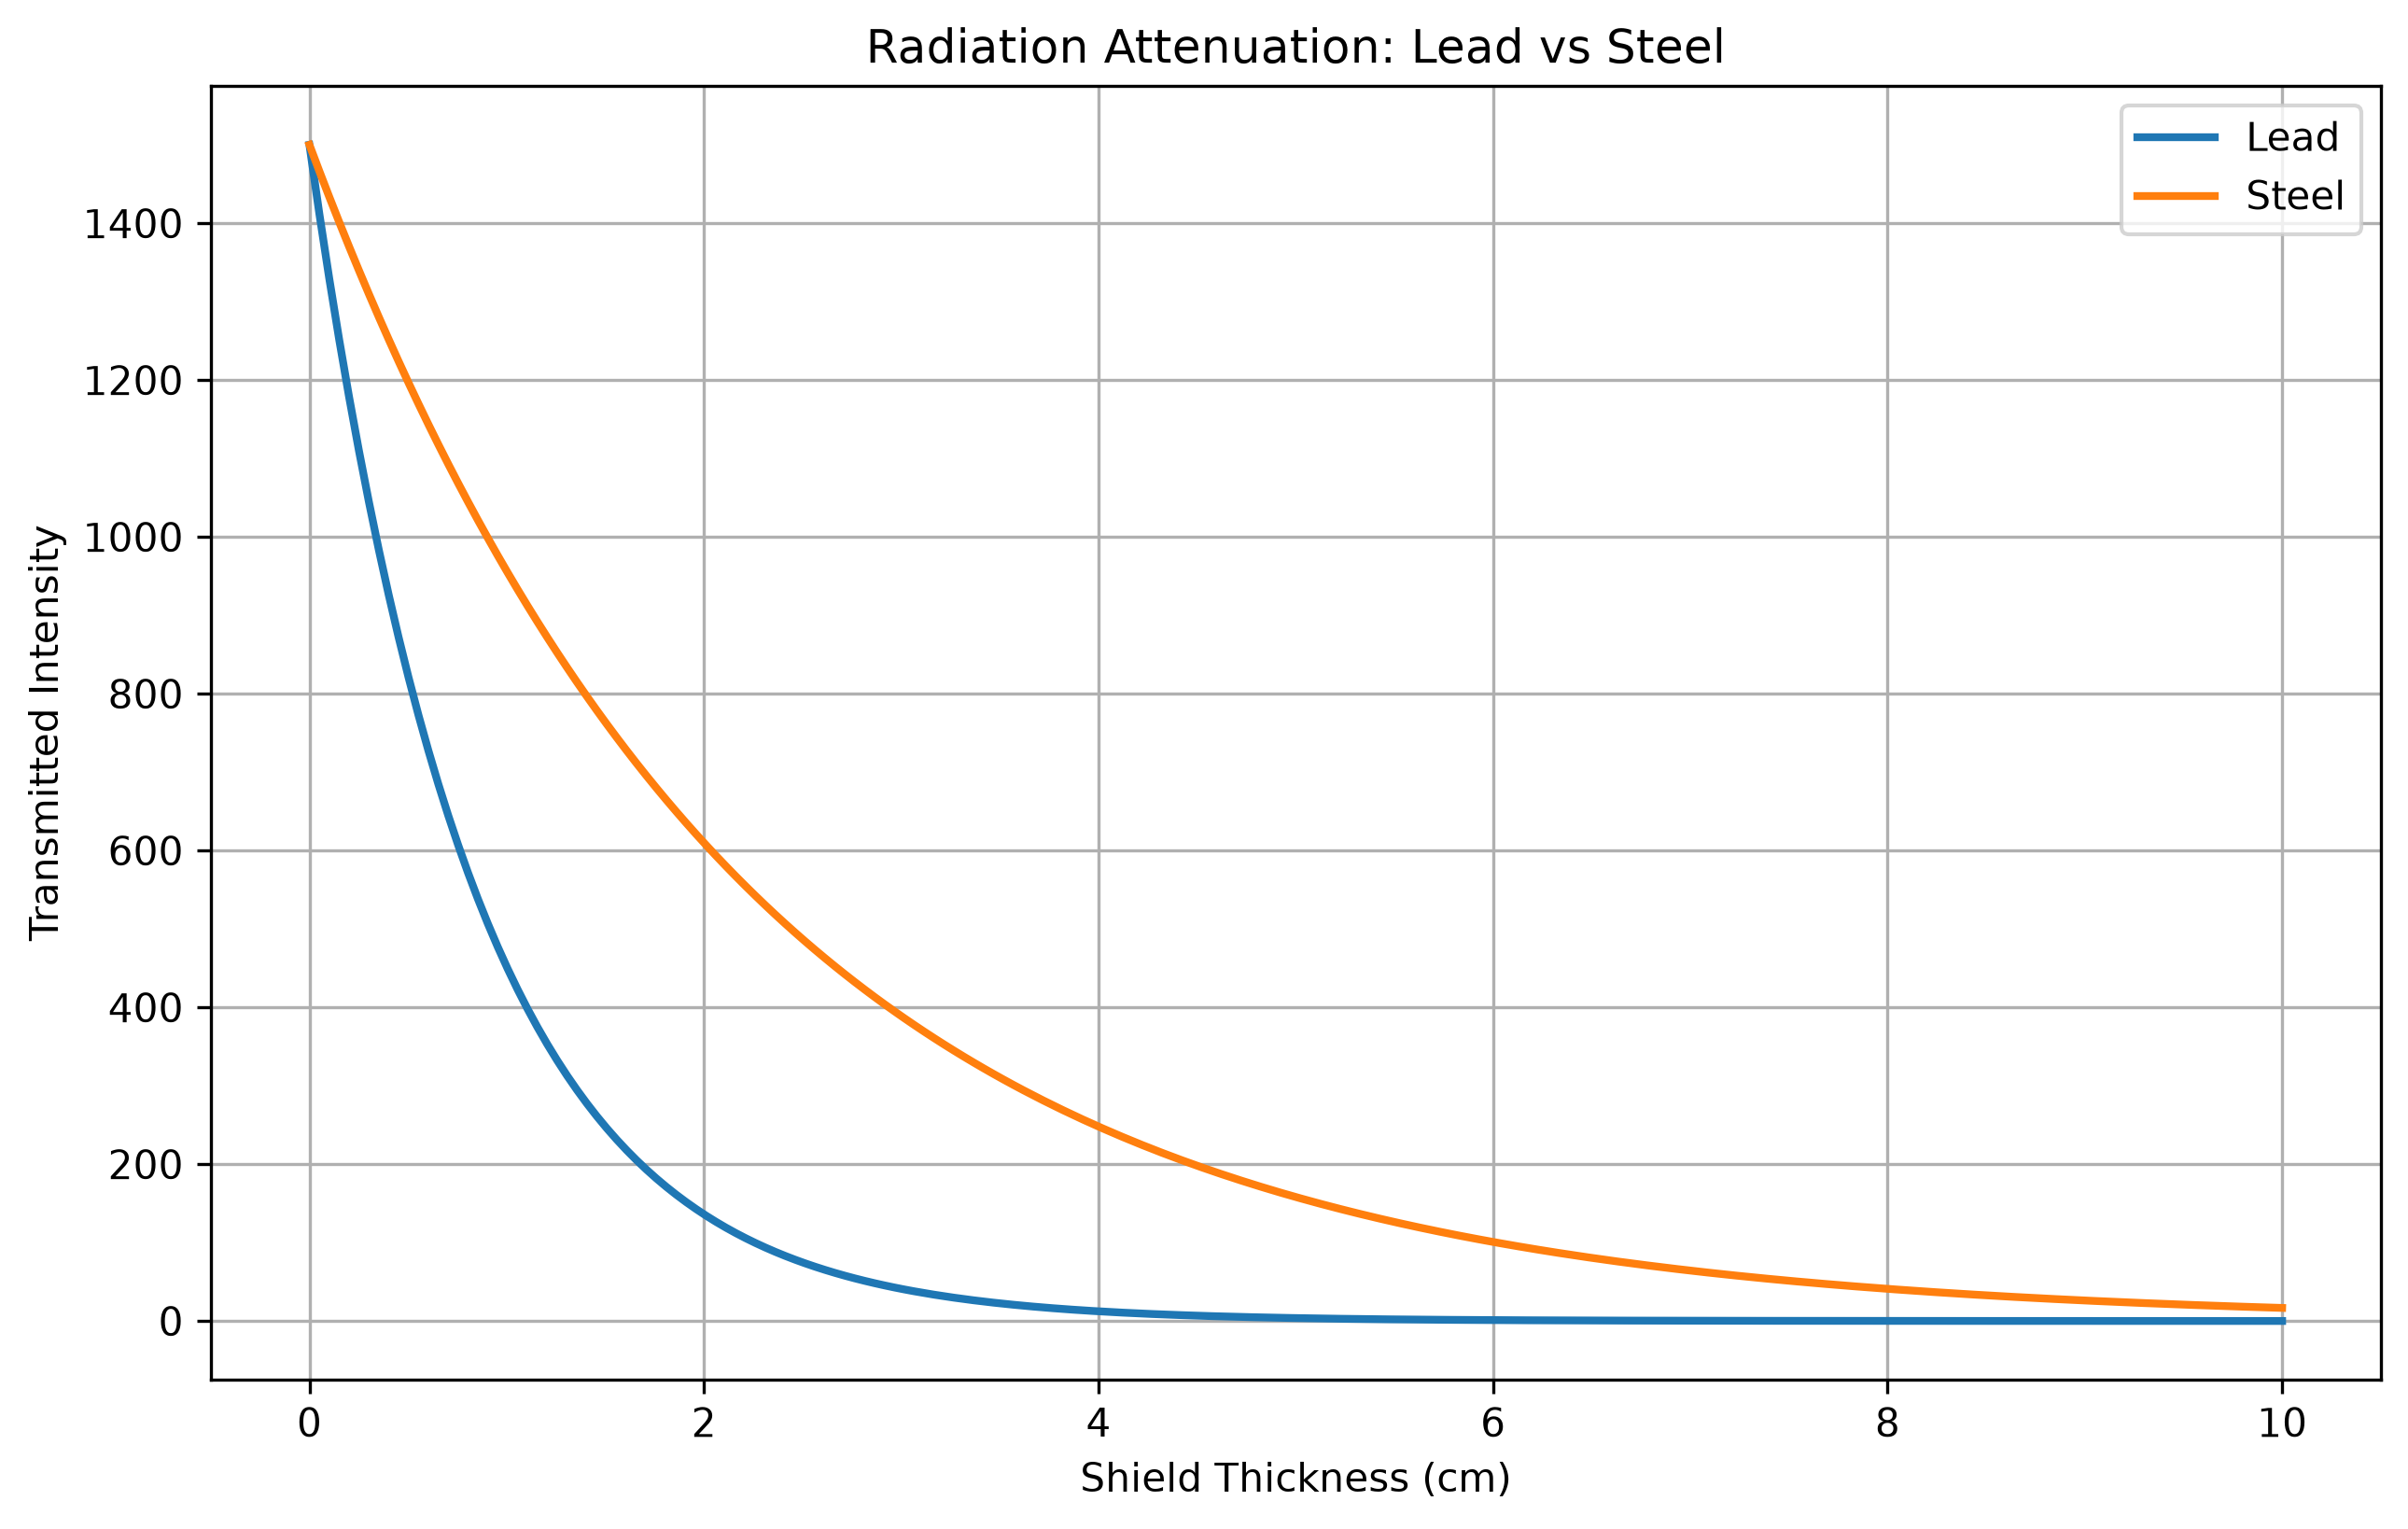 Radiation Attenuation: Lead vs Steel
Lead
Steel
Transmitted Intensity
1400
1200
1000
800
600
400
200
0
0 2 4 6 8 10
Shield Thickness (cm)